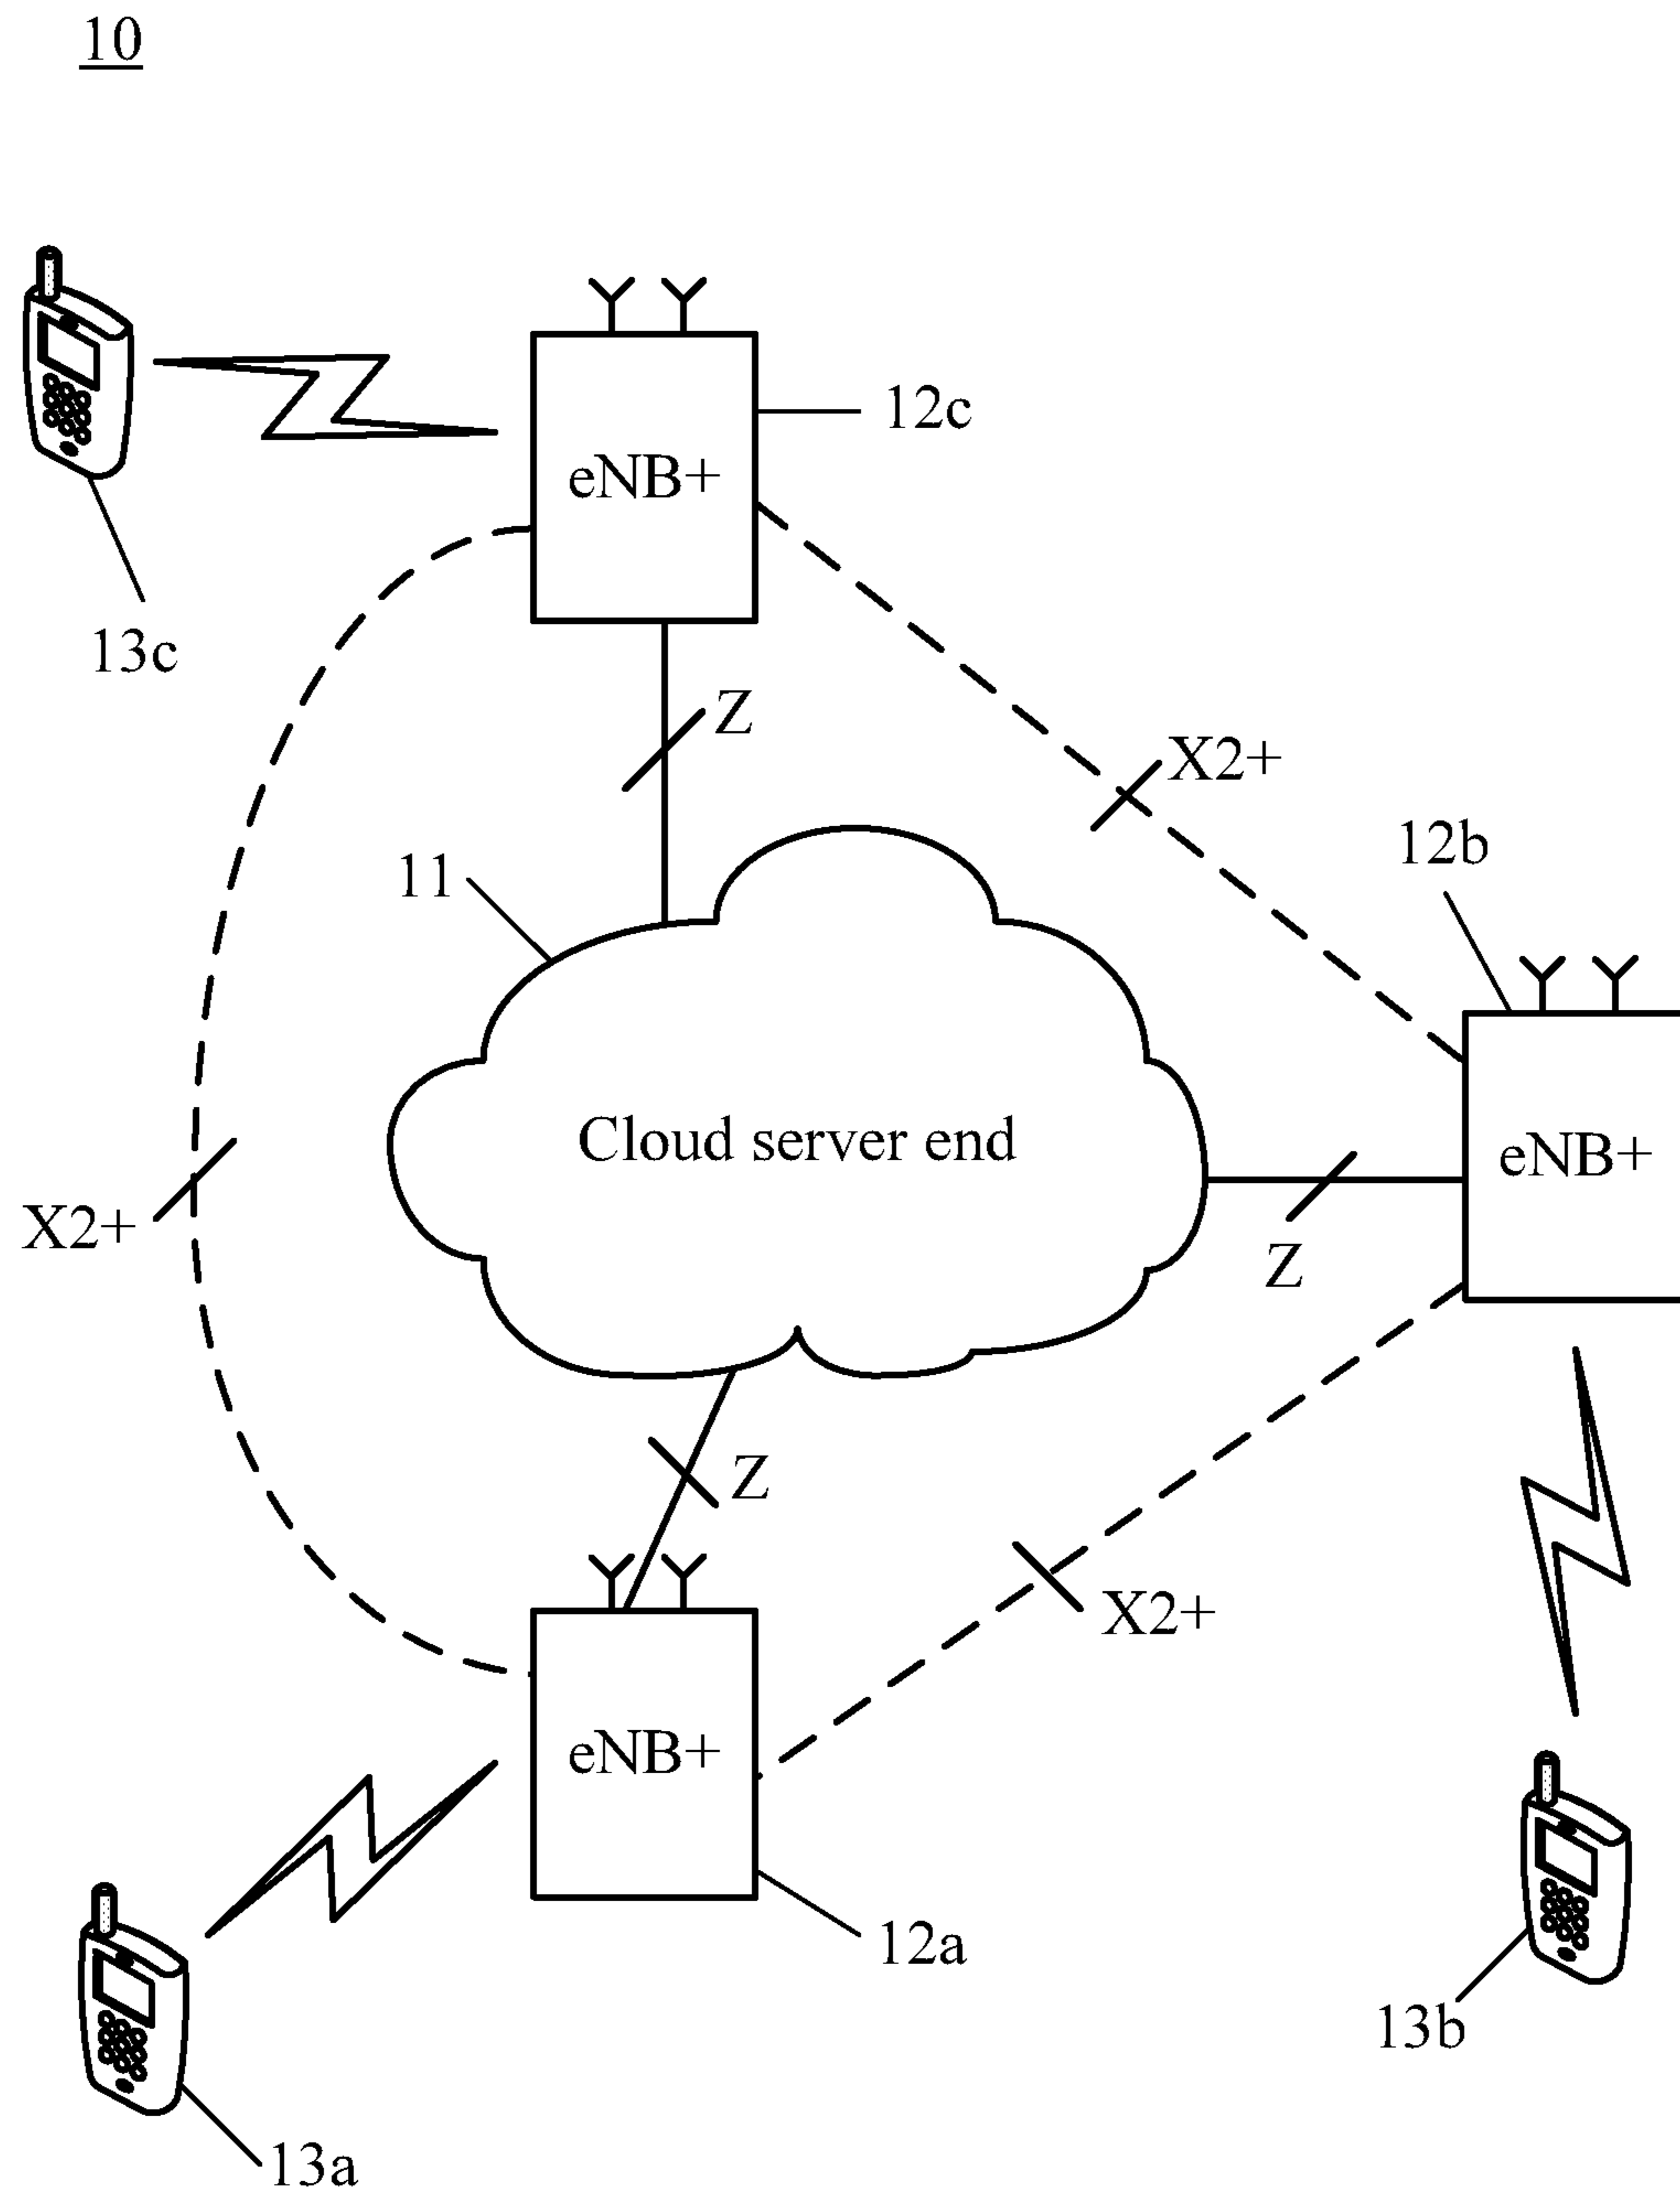 10
12c
eNB+
13c
Z
X2+
12b
11
Cloud server end
eNB+
X2+
Z
Z
X2+
eNB+
12a
13b
13a